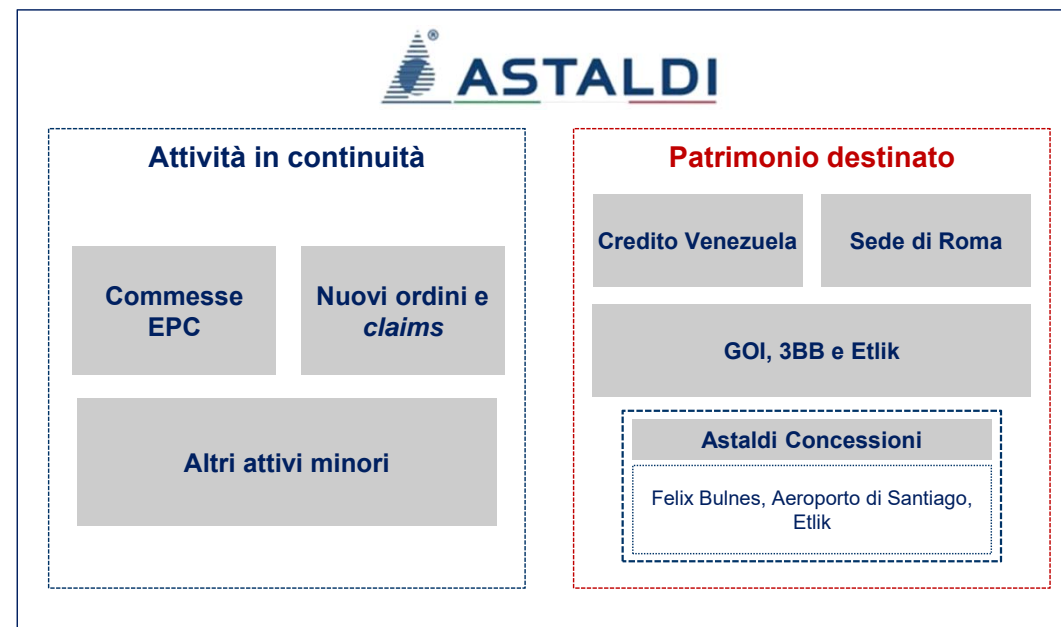 ASTALDI
Attività in continuità
Commesse
EPC
Nuovi ordini e
claims
Altri attivi minori
Patrimonio destinato
Credito Venezuela
Sede di Roma
GOI, 3BB e Etlik
Astaldi Concessioni
Felix Bulnes, Aeroporto di Santiago,
Etlik